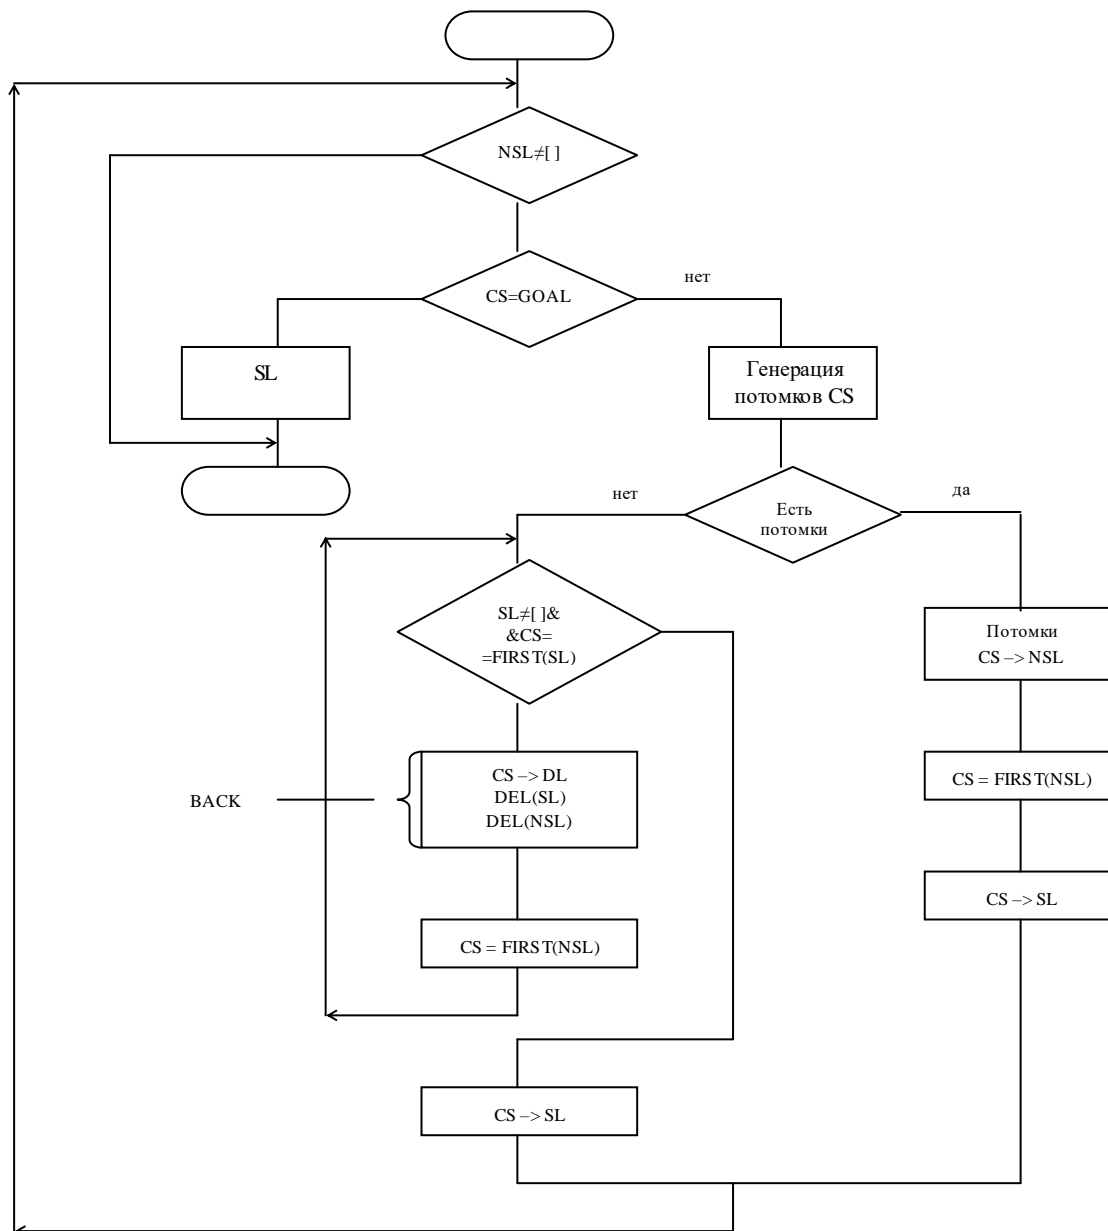 NSL≠[ ]
нет
CS=GOAL
SL
Генерация
потомков CS
нет
да
Есть
потомки
SL≠[ ]&
&CS=
=FIRST(SL)
Потомки
CS –> NSL
CS –> DL
DEL(SL)
DEL(NSL)
BACK
CS = FIRST(NSL)
CS –> SL
CS = FIRST(NSL)
CS –> SL